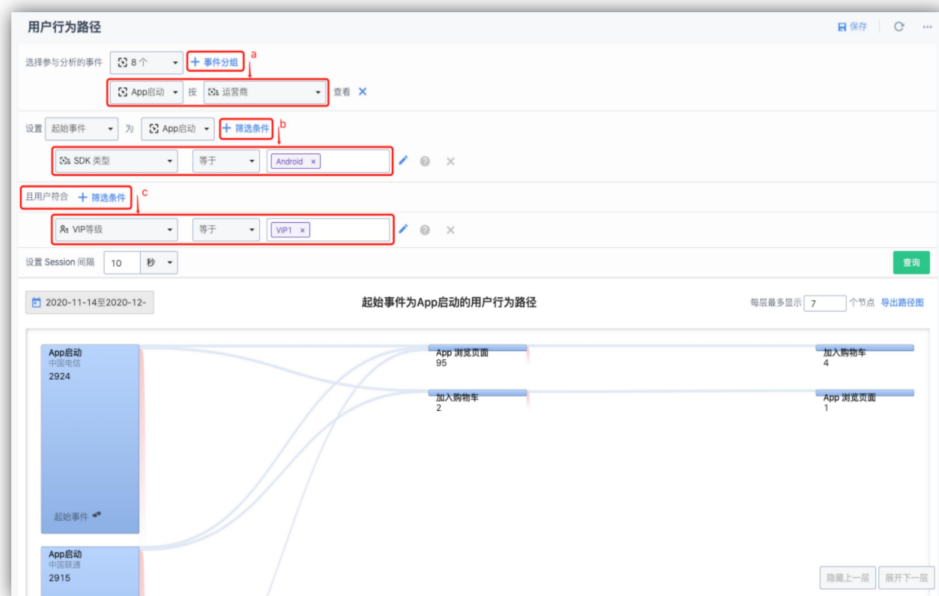 用户行为路径 保存 ...
选择参与分析的事件 8 个 + 事件分组 a
App启动 按 运营商 查看 ×
设置 起始事件 为 App启动 + 筛选条件 b
SDK 类型 等于 Android × ? ×
且用户符合 + 筛选条件 c
VIP等级 等于 VIP1 × ? ×
设置 Session 间隔 10 秒 查询
2020-11-14至2020-12- 起始事件为App启动的用户行为路径 每层最多显示 7 个节点 导出路径图
App启动 App 浏览页面 加入购物车
中国电信 95 4
2924
加入购物车 App 浏览页面
2 1
起始事件
App启动
中国联通
2915 隐藏上一层 展开下一层